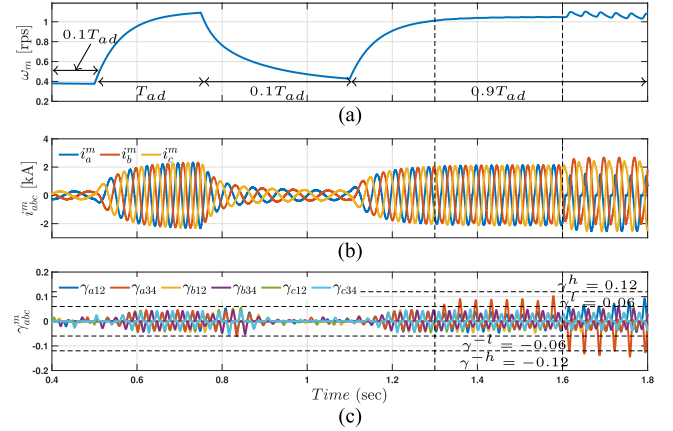 1
0.8
0.6
0.4
0.2
ω_m [rps]
0.1T_ad
T_ad
0.1T_ad
0.9T_ad
(a)
4
2
0
-2
i^m_abc [kA]
i^m_a i^m_b i^m_c
(b)
0.2
0.1
0
-0.1
-0.2
γ^m_abc
γ_a12 γ_a34 γ_b12 γ_b34 γ_c12 γ_c34
γ^h = 0.12
γ^l = 0.06
γ^-l = -0.06
γ^-h = -0.12
0.4 0.6 0.8 1 1.2 1.4 1.6 1.8
Time (sec)
(c)